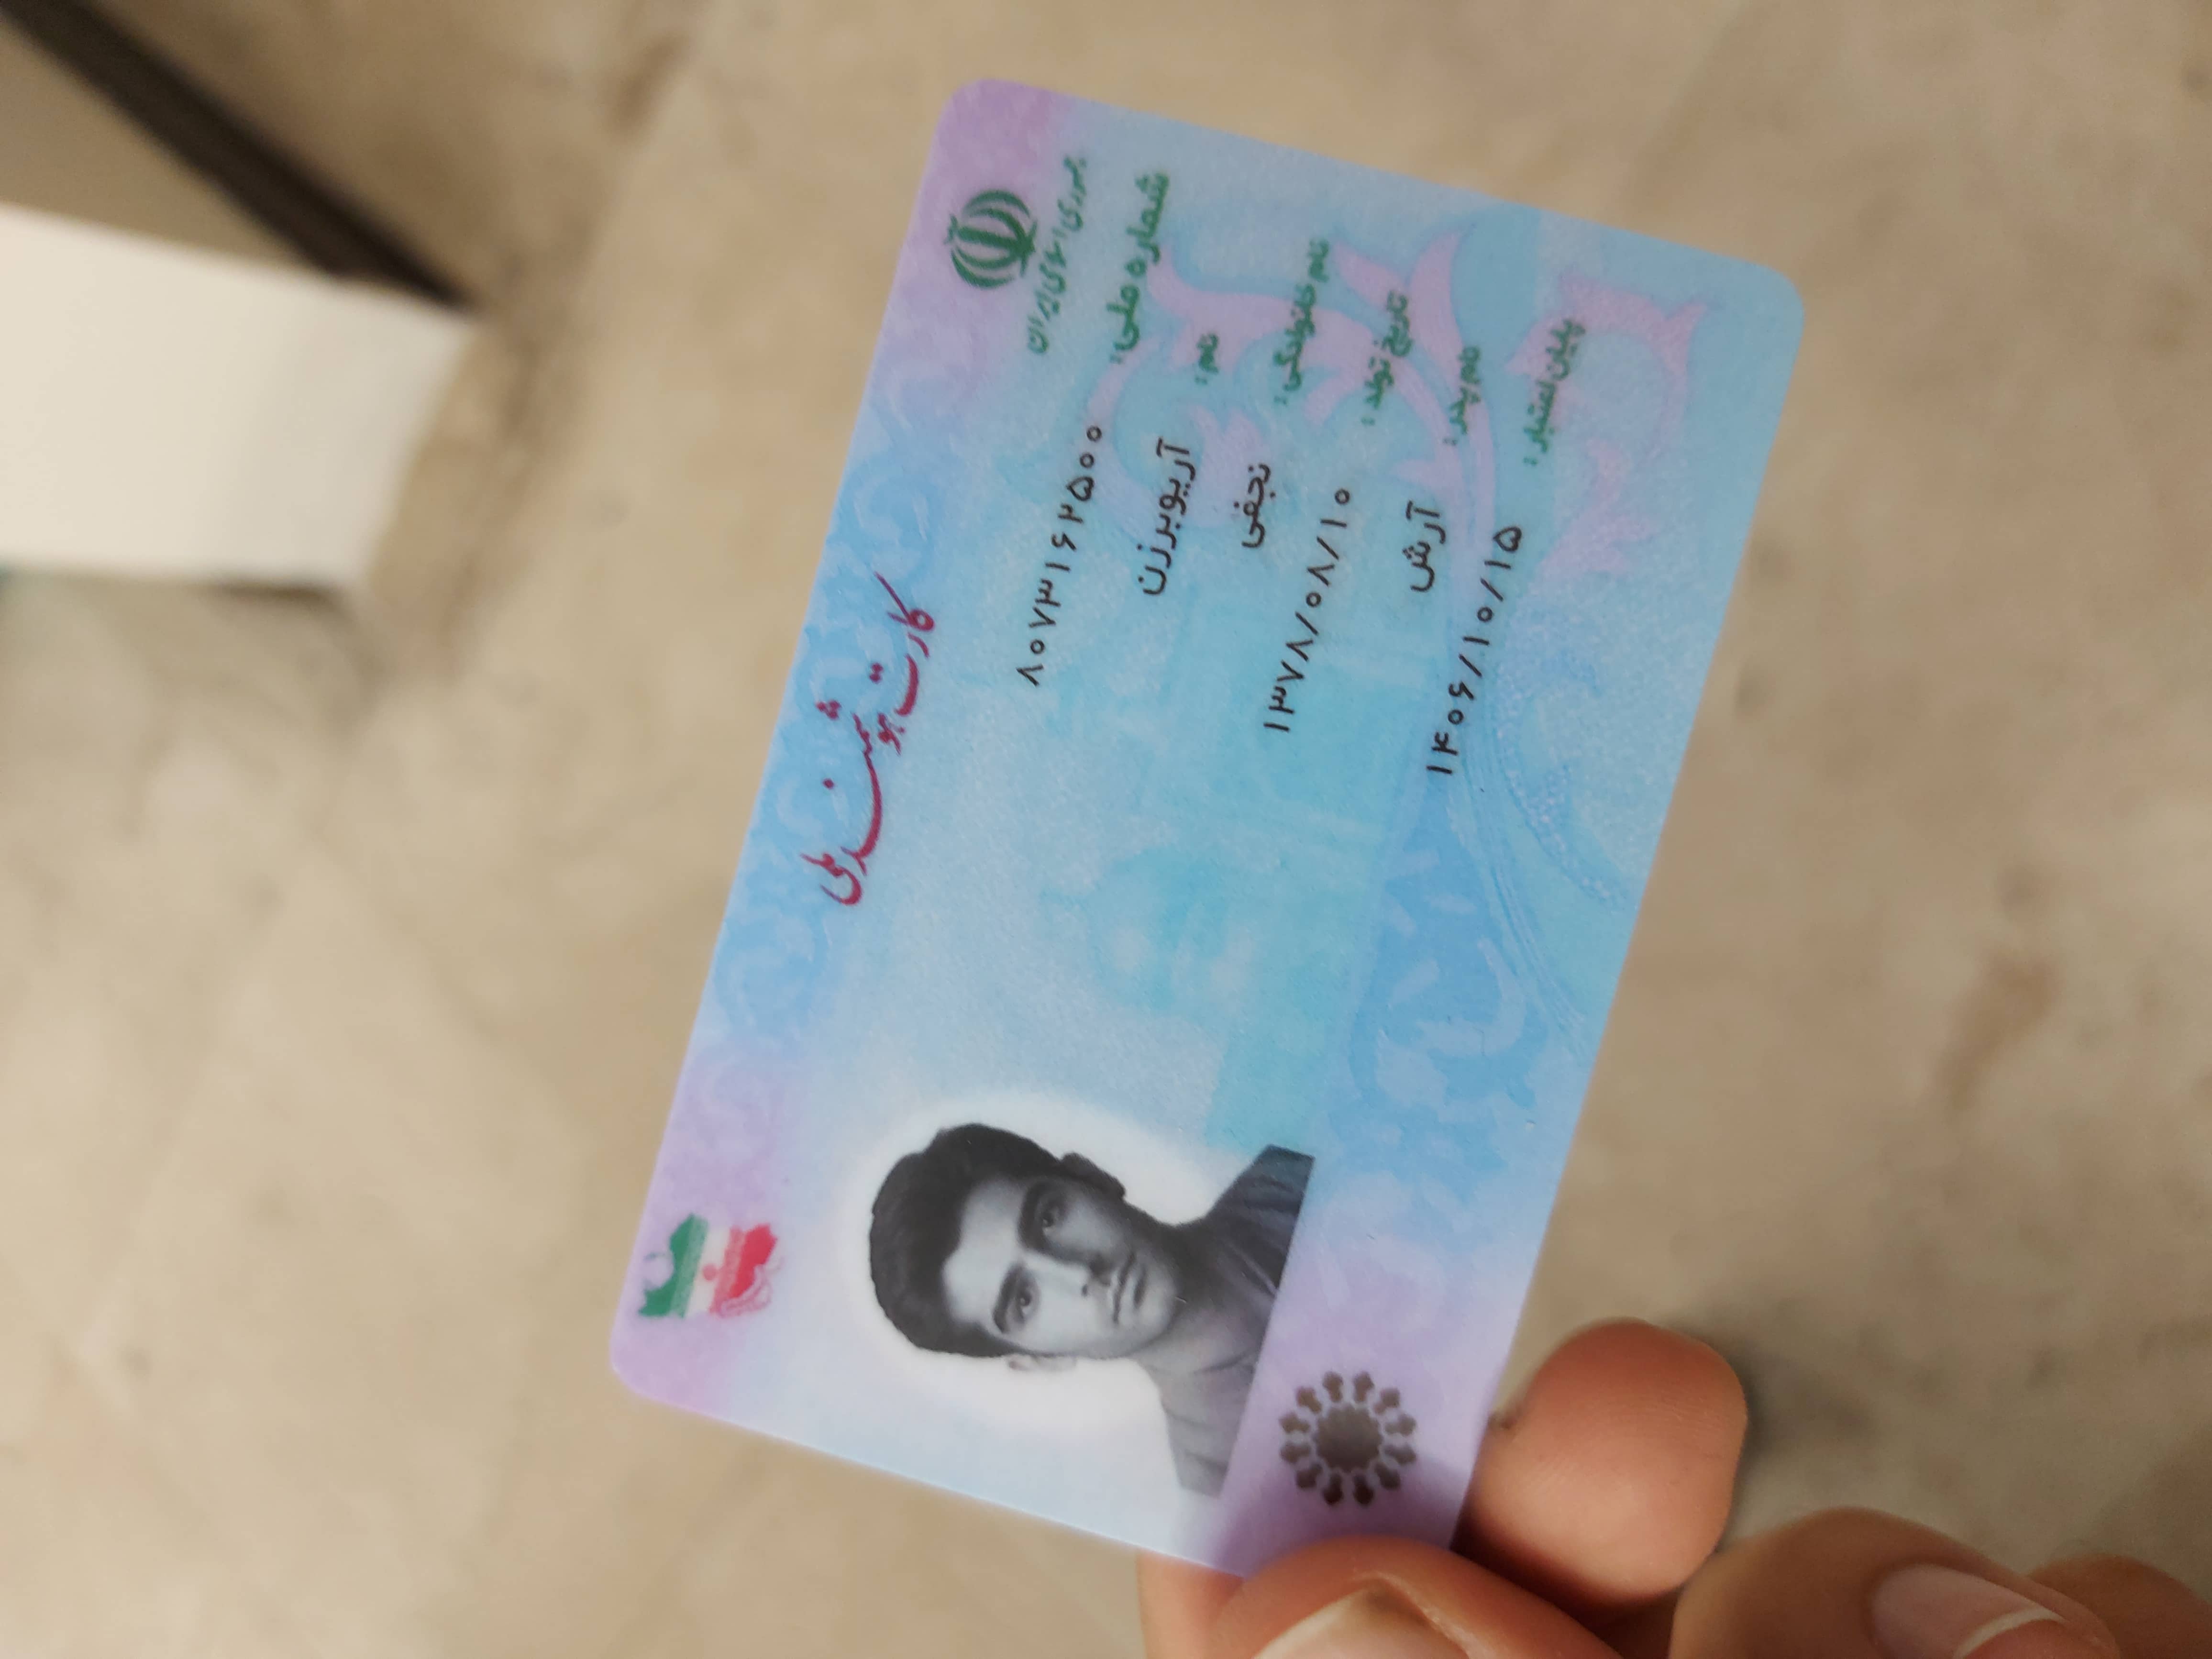 جمهوری اسلامی ایران
کارت هوشمند ملی
شماره ملی: ۸۰۷۳۱۶۲۵۰۰
نام: آریوبرزن
نام خانوادگی: نجفی
تاریخ تولد: ۱۳۷۸/۰۸/۱۰
نام پدر: آرش
پایان اعتبار: ۱۴۰۶/۱۰/۱۵